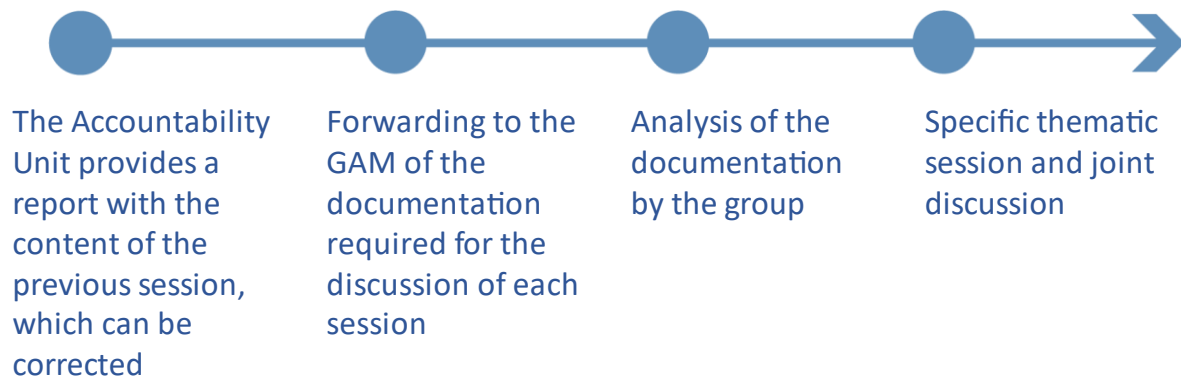 The Accountability
Unit provides a
report with the
content of the
previous session,
which can be
corrected
Forwarding to the
GAM of the
documentation
required for the
discussion of each
session
Analysis of the
documentation
by the group
Specific thematic
session and joint
discussion